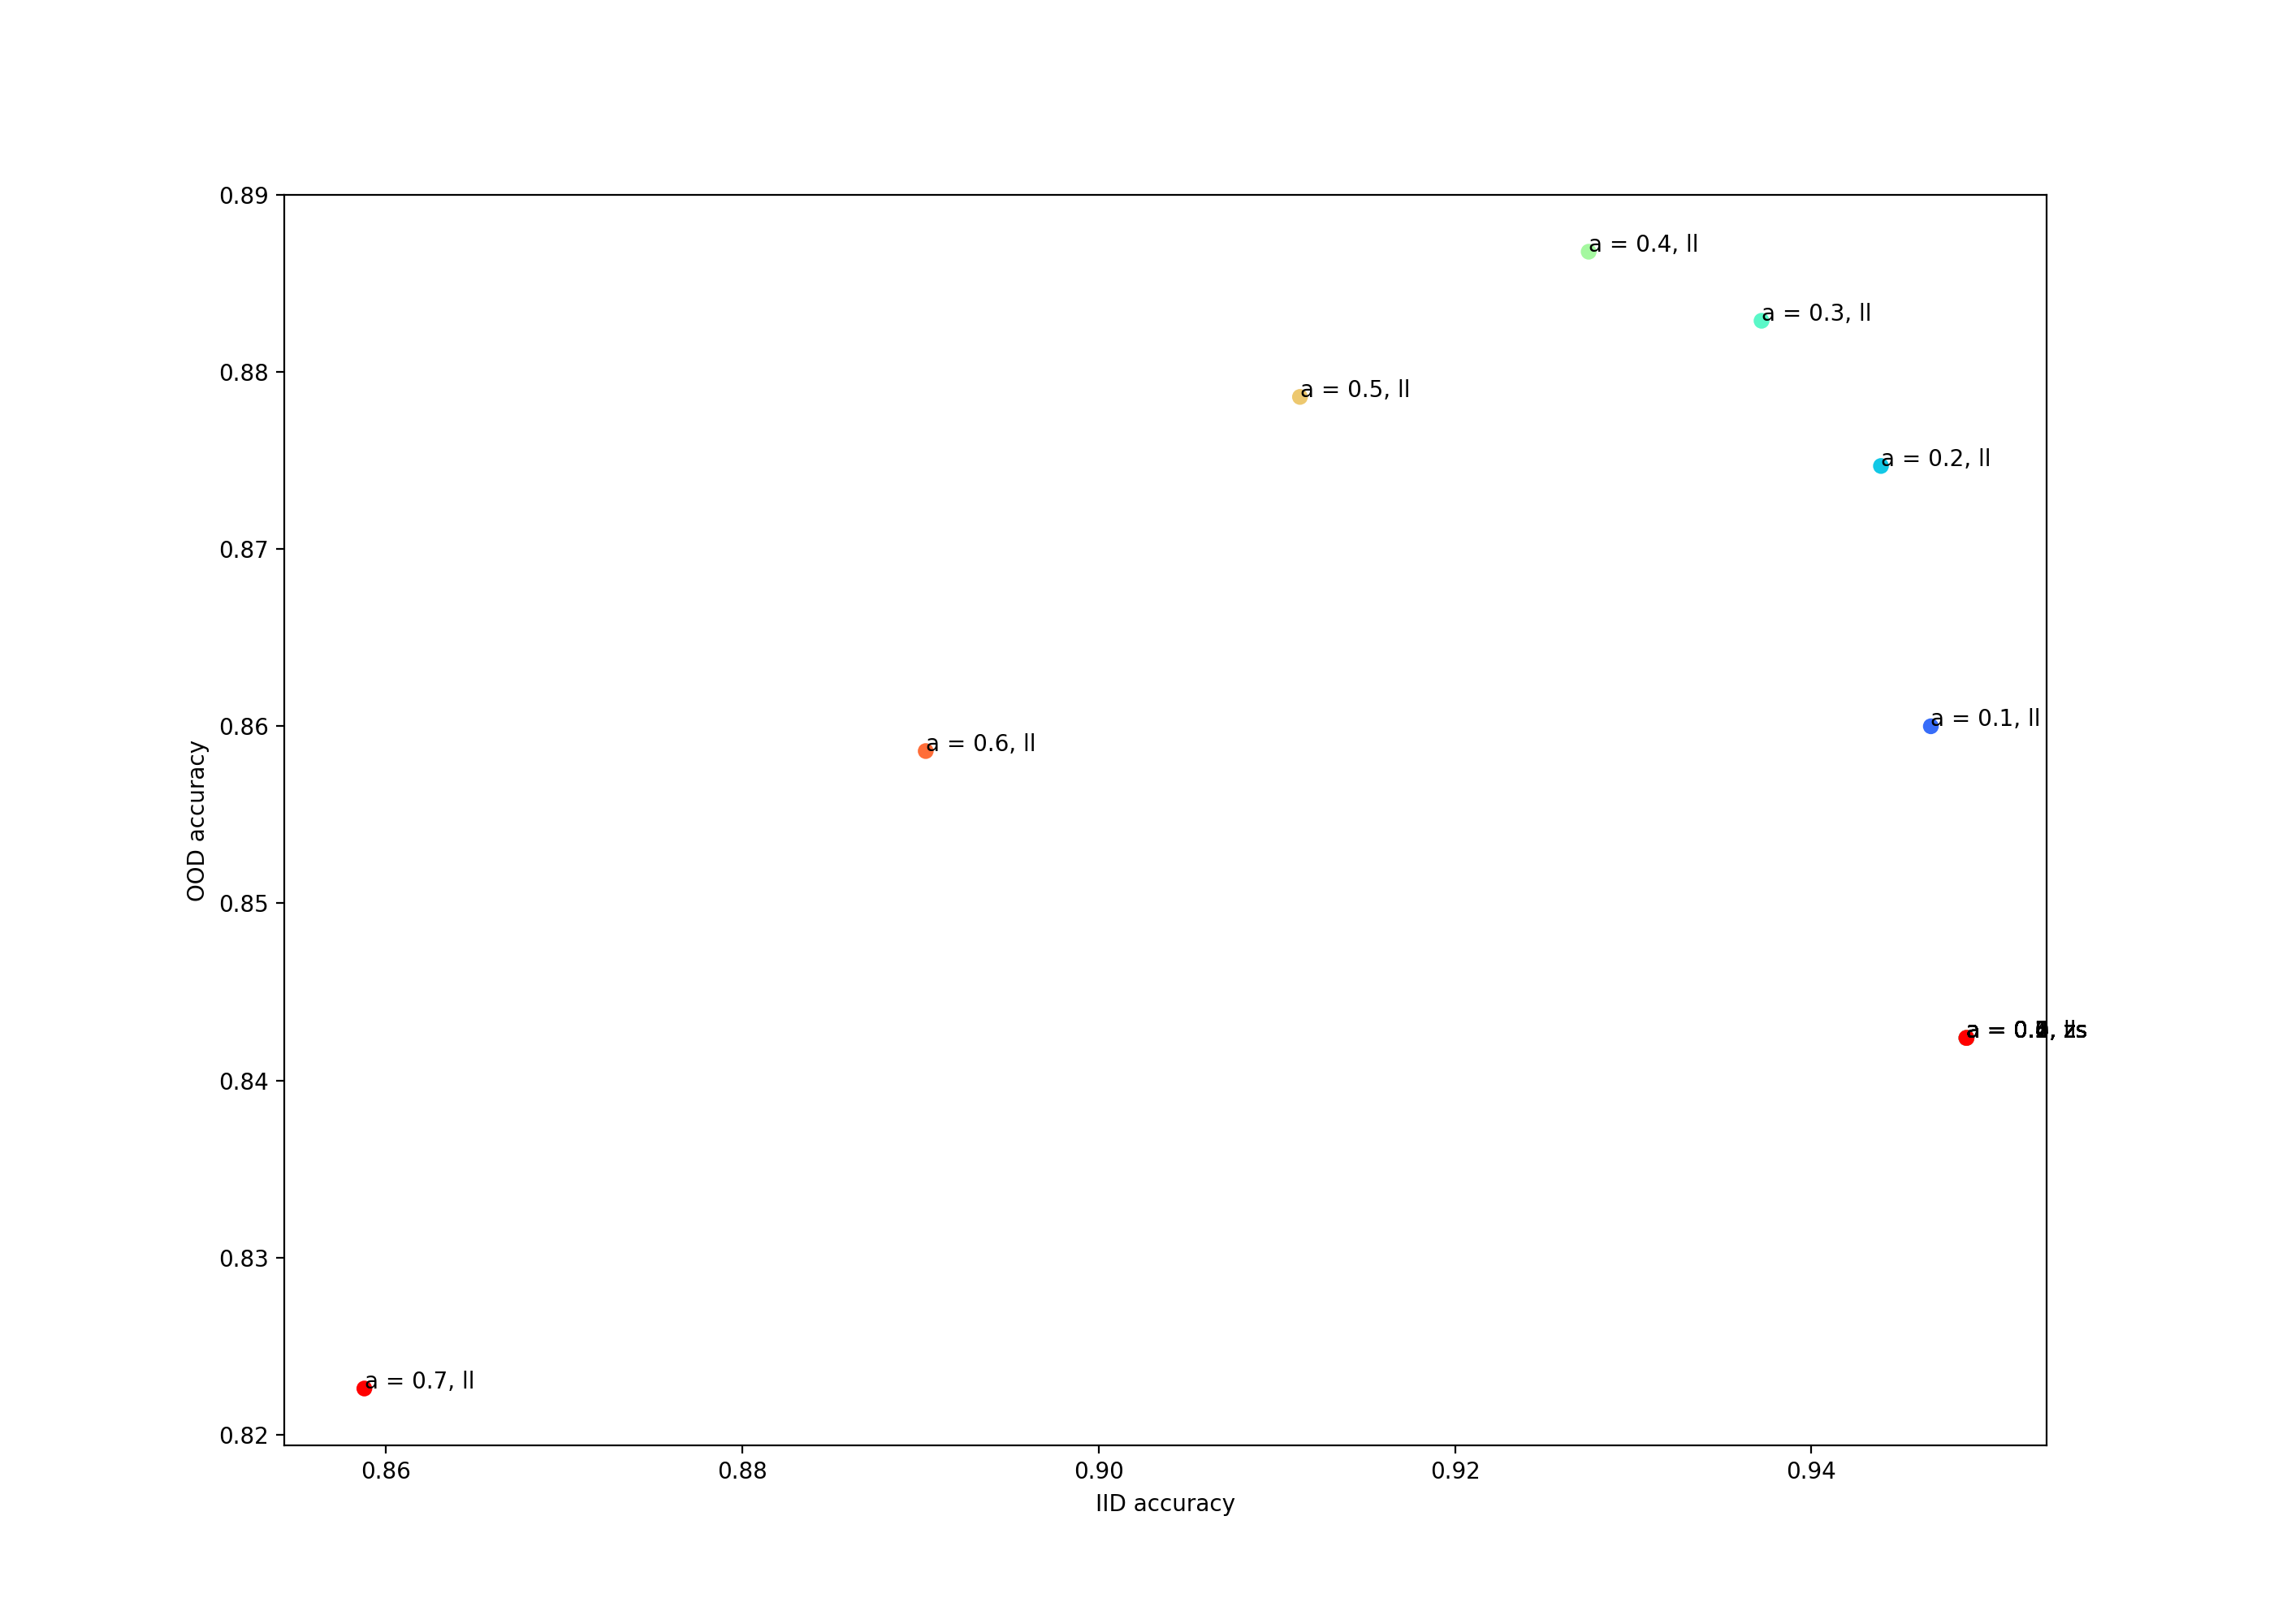 0.89
a = 0.4, ll
a = 0.3, ll
0.88
a = 0.5, ll
a = 0.2, ll
0.87
0.86
a = 0.1, ll
a = 0.6, ll
OOD accuracy
0.85
a = 0.
0.84
0.83
a = 0.7, ll
0.82
0.86
0.88
0.90
0.92
0.94
IID accuracy